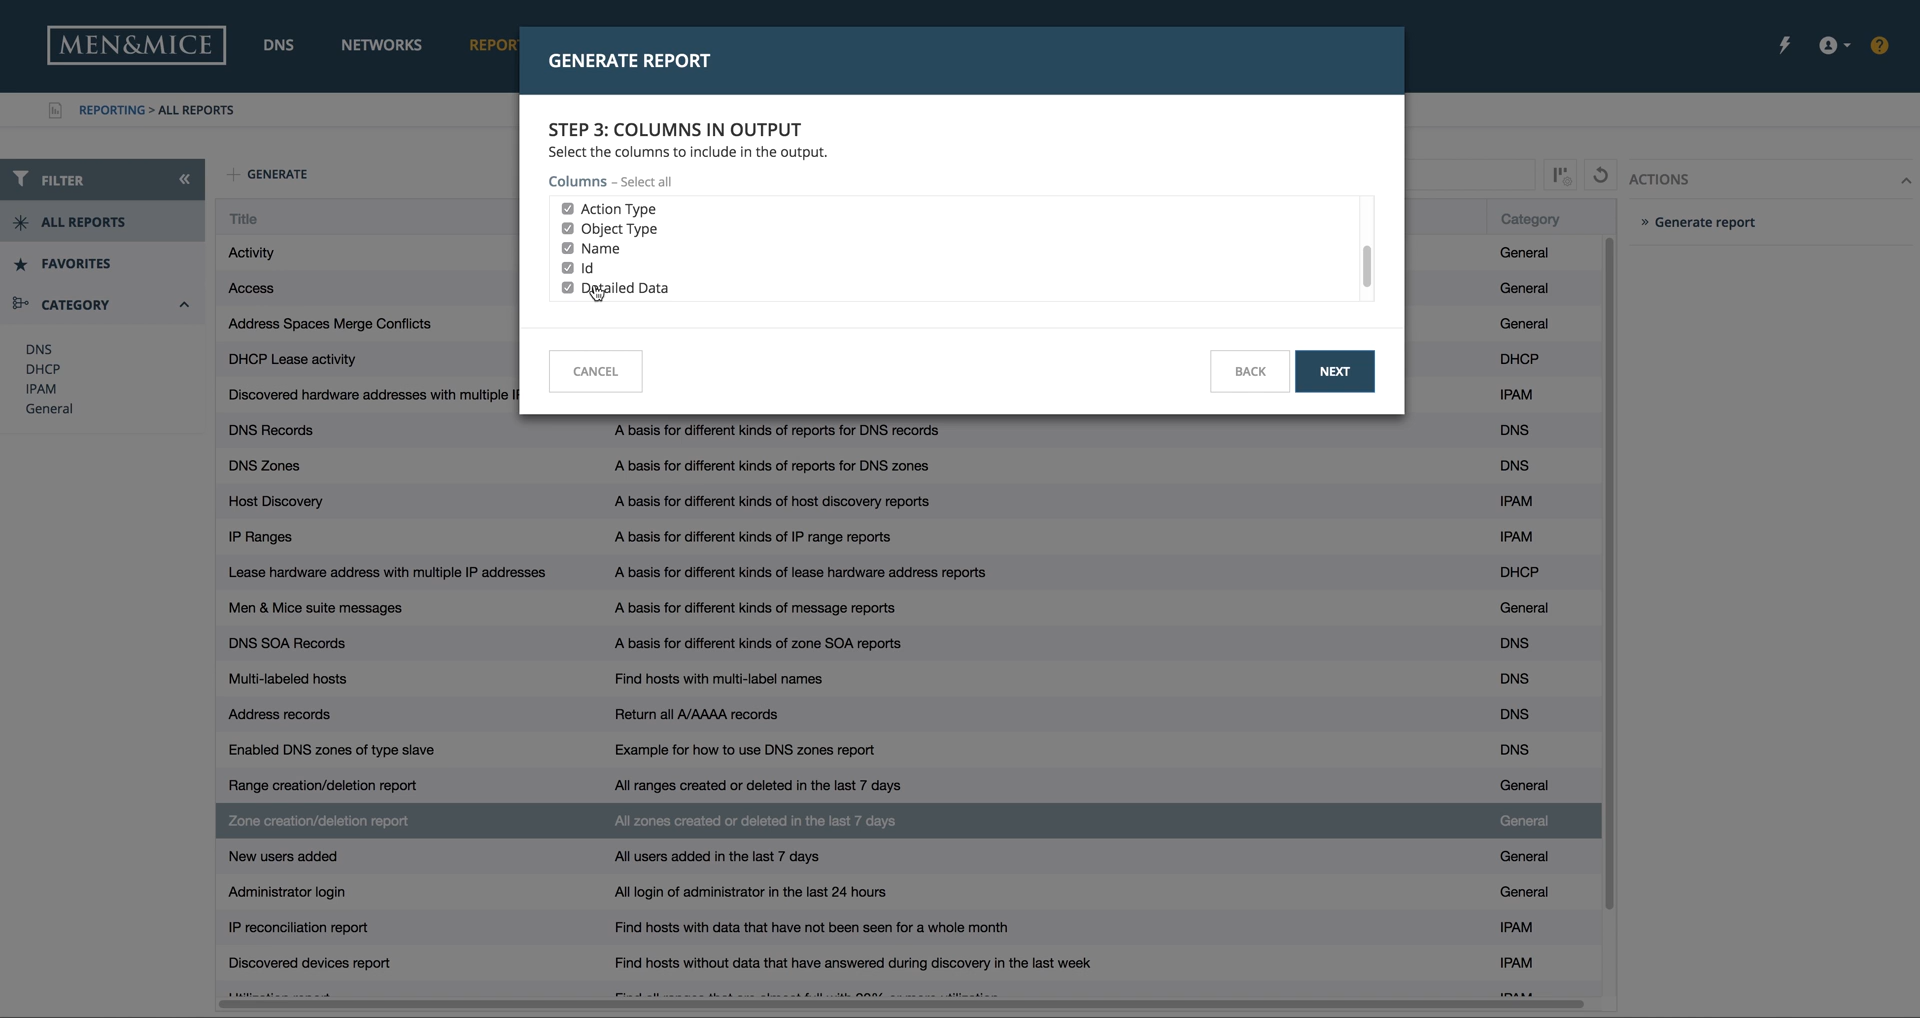 MEN&MICE DNS NETWORKS REPORT
GENERATE REPORT
REPORTING > ALL REPORTS
STEP 3: COLUMNS IN OUTPUT
Select the columns to include in the output.
Columns – Select all
Action Type
Object Type
Name
Id
Detailed Data
CANCEL BACK NEXT
FILTER
ALL REPORTS
FAVORITES
CATEGORY
DNS
DHCP
IPAM
General
GENERATE
Title Category
Activity General
Access General
Address Spaces Merge Conflicts General
DHCP Lease activity DHCP
Discovered hardware addresses with multiple IPAM
DNS Records A basis for different kinds of reports for DNS records DNS
DNS Zones A basis for different kinds of reports for DNS zones DNS
Host Discovery A basis for different kinds of host discovery reports IPAM
IP Ranges A basis for different kinds of IP range reports IPAM
Lease hardware address with multiple IP addresses A basis for different kinds of lease hardware address reports DHCP
Men & Mice suite messages A basis for different kinds of message reports General
DNS SOA Records A basis for different kinds of zone SOA reports DNS
Multi-labeled hosts Find hosts with multi-label names DNS
Address records Return all A/AAAA records DNS
Enabled DNS zones of type slave Example for how to use DNS zones report DNS
Range creation/deletion report All ranges created or deleted in the last 7 days General
Zone creation/deletion report All zones created or deleted in the last 7 days General
New users added All users added in the last 7 days General
Administrator login All login of administrator in the last 24 hours General
IP reconciliation report Find hosts with data that have not been seen for a whole month IPAM
Discovered devices report Find hosts without data that have answered during discovery in the last week IPAM
ACTIONS
» Generate report